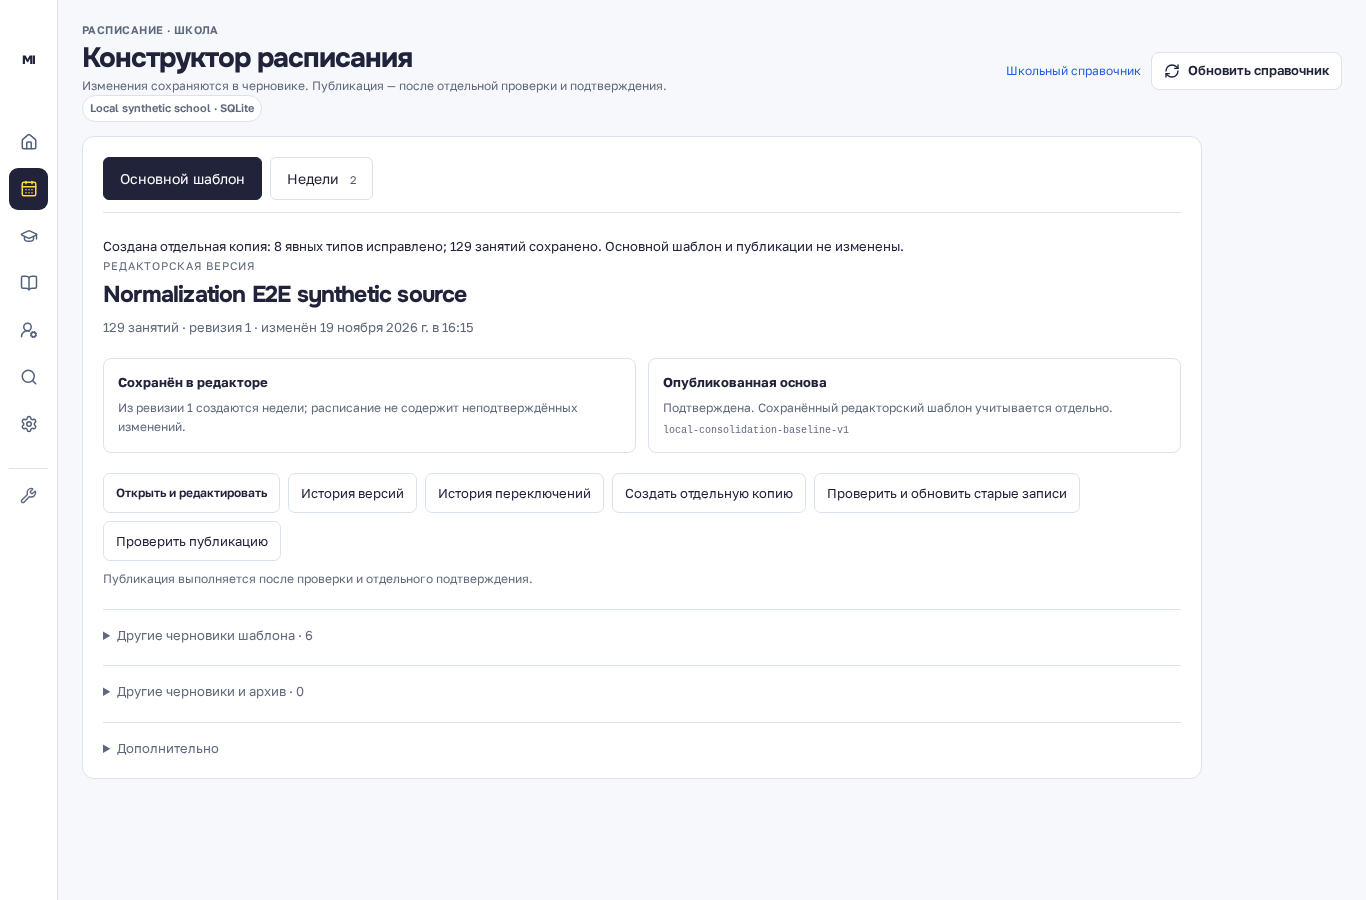 MI
РАСПИСАНИЕ · ШКОЛА
Конструктор расписания
Изменения сохраняются в черновике. Публикация — после отдельной проверки и подтверждения.
Local synthetic school · SQLite
Школьный справочник
Обновить справочник
Основной шаблон
Недели 2
Создана отдельная копия: 8 явных типов исправлено; 129 занятий сохранено. Основной шаблон и публикации не изменены.
РЕДАКТОРСКАЯ ВЕРСИЯ
Normalization E2E synthetic source
129 занятий · ревизия 1 · изменён 19 ноября 2026 г. в 16:15
Сохранён в редакторе
Из ревизии 1 создаются недели; расписание не содержит неподтверждённых
изменений.
Опубликованная основа
Подтверждена. Сохранённый редакторский шаблон учитывается отдельно.
local-consolidation-baseline-v1
Открыть и редактировать
История версий
История переключений
Создать отдельную копию
Проверить и обновить старые записи
Проверить публикацию
Публикация выполняется после проверки и отдельного подтверждения.
Другие черновики шаблона · 6
Другие черновики и архив · 0
Дополнительно